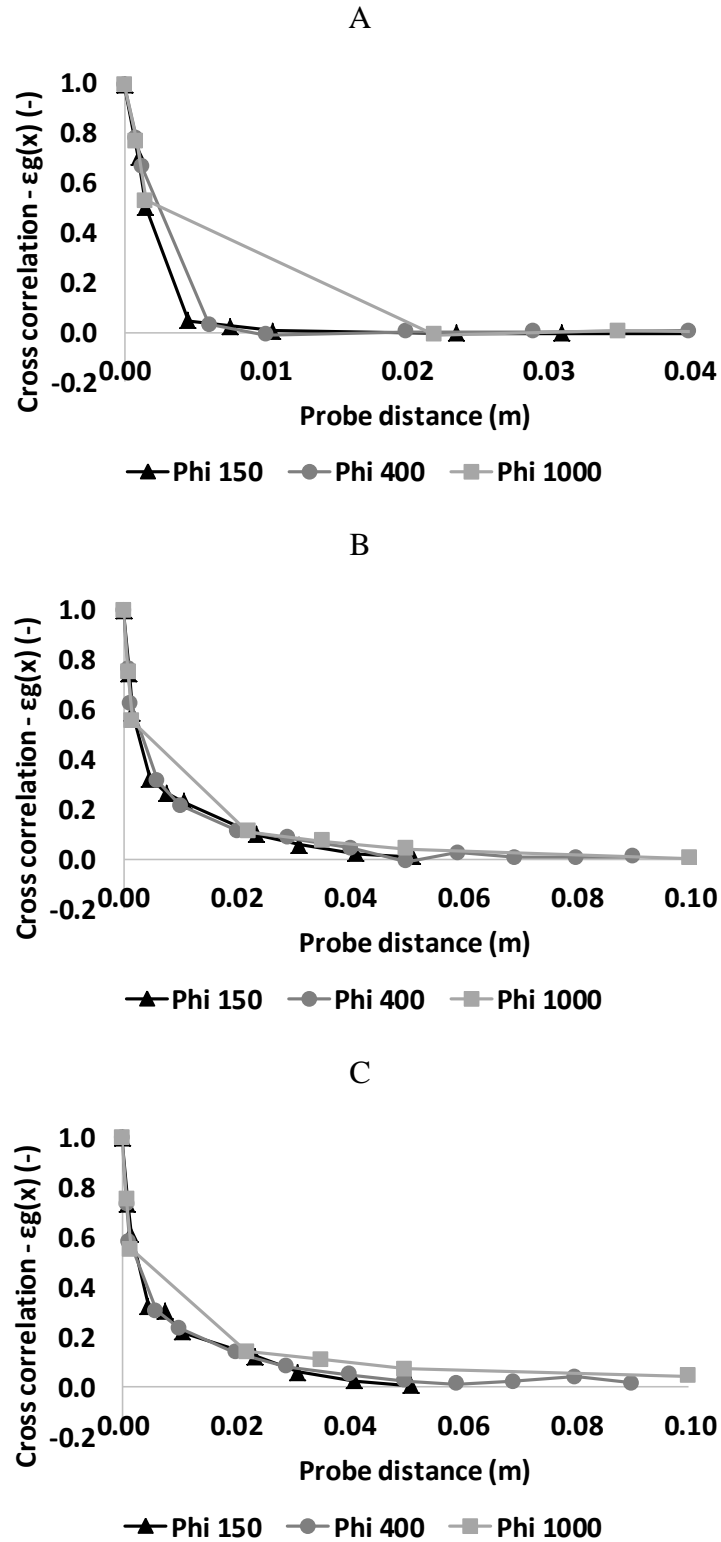 A
Cross correlation - εg(x) (-)
1.0
0.8
0.6
0.4
0.2
0.0
-0.2
0.00 0.01 0.02 0.03 0.04
Probe distance (m)
Phi 150 Phi 400 Phi 1000
B
Cross correlation - εg(x) (-)
1.0
0.8
0.6
0.4
0.2
0.0
-0.2
0.00 0.02 0.04 0.06 0.08 0.10
Probe distance (m)
Phi 150 Phi 400 Phi 1000
C
Cross correlation - εg(x) (-)
1.0
0.8
0.6
0.4
0.2
0.0
-0.2
0.00 0.02 0.04 0.06 0.08 0.10
Probe distance (m)
Phi 150 Phi 400 Phi 1000